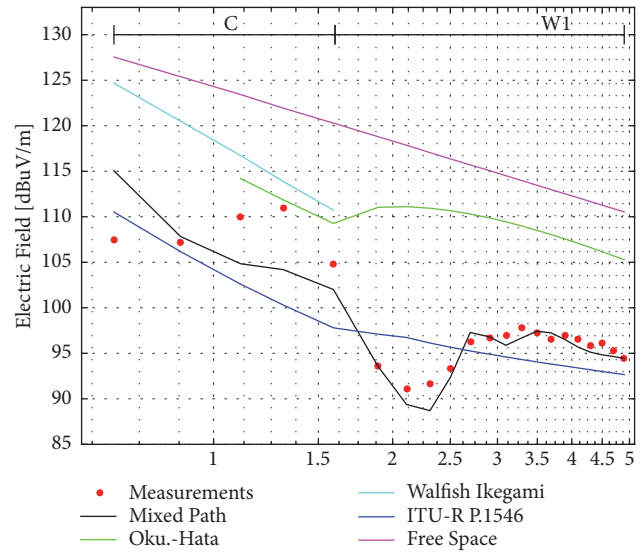 C W1
130
125
120
115
110
105
100
95
90
85
Electric Field [dBuV/m]
1 1.5 2 2.5 3 3.5 4 4.5 5
Measurements
Mixed Path
Oku.-Hata
Walfish Ikegami
ITU-R P.1546
Free Space